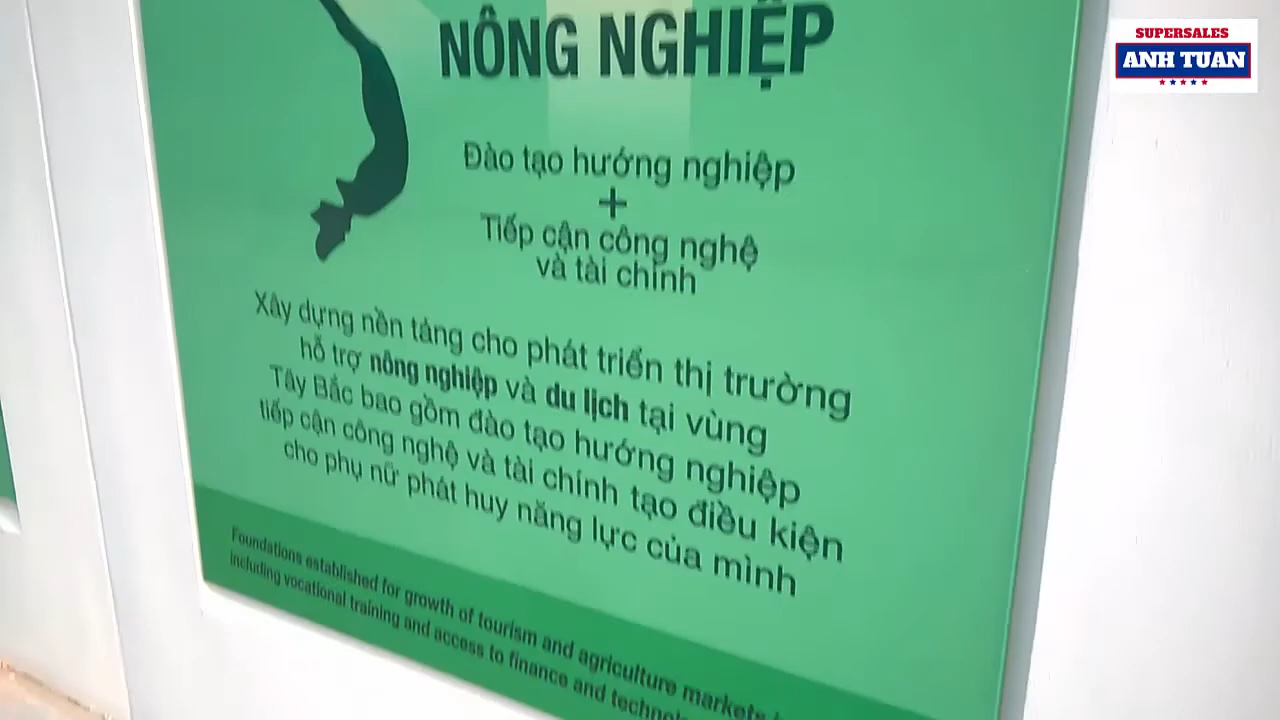 SUPERSALES
ANH TUAN
NÔNG NGHIỆP
Đào tạo hướng nghiệp
+
Tiếp cận công nghệ
và tài chính
Xây dựng nền tảng cho phát triển thị trường
hỗ trợ nông nghiệp và du lịch tại vùng
Tây Bắc bao gồm đào tạo hướng nghiệp
tiếp cận công nghệ và tài chính tạo điều kiện
cho phụ nữ phát huy năng lực của mình
Foundations established for growth of tourism and agriculture markets
including vocational training and access to finance and